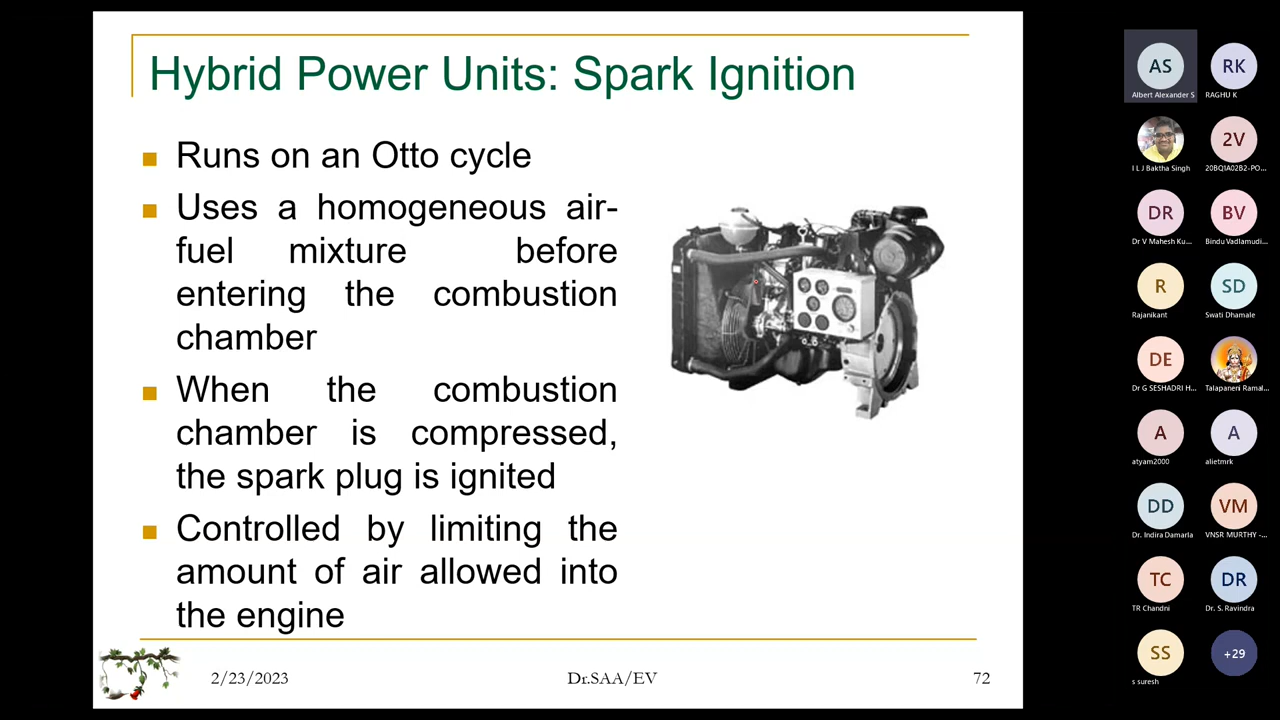 Hybrid Power Units: Spark Ignition
Runs on an Otto cycle
Uses a homogeneous air-
fuel mixture before
entering the combustion
chamber
When the combustion
chamber is compressed,
the spark plug is ignited
Controlled by limiting the
amount of air allowed into
the engine
2/23/2023
Dr.SAA/EV
72
AS
RK
Albert Alexander S
RAGHU K
2V
I L J Baktha Singh
20BQ1A02B2-PO...
DR
BV
Dr V Mahesh Ku...
Bindu Vadlamudi...
R
SD
Rajanikant
Swati Dhamale
DE
Dr G SESHADRI H...
Talapaneni Ramal...
A
A
atyam2000
alietmrk
DD
VM
Dr. Indira Damarla
VNSR MURTHY -...
TC
DR
TR Chandni
Dr. S. Ravindra
SS
+29
s suresh